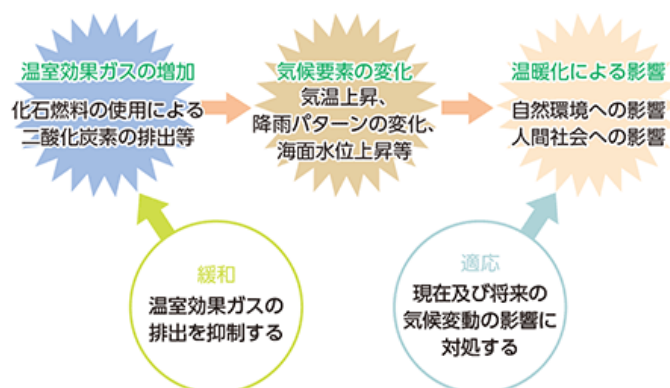 温室効果ガスの増加
化石燃料の使用による
二酸化炭素の排出等
気候要素の変化
気温上昇、
降雨パターンの変化、
海面水位上昇等
温暖化による影響
自然環境への影響
人間社会への影響
緩和
温室効果ガスの
排出を抑制する
適応
現在及び将来の
気候変動の影響に
対処する